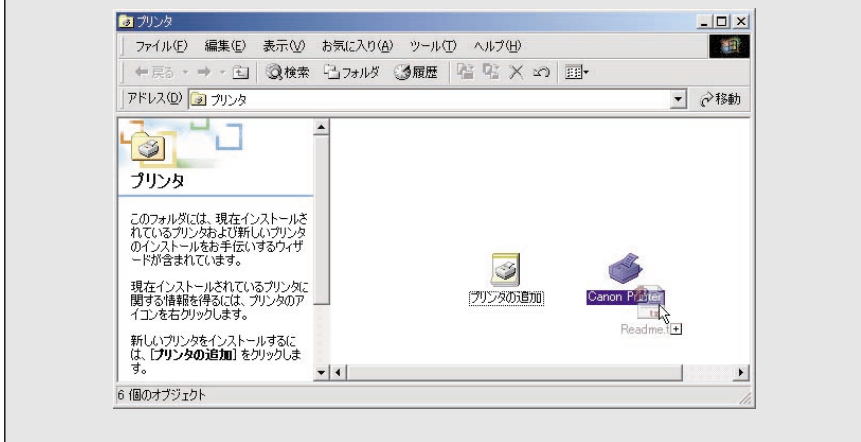 プリンタ
ファイル(F) 編集(E) 表示(V) お気に入り(A) ツール(T) ヘルプ(H)
戻る 検索 フォルダ 履歴
アドレス(D) プリンタ 移動
プリンタ
このフォルダには、現在インストールさ
れているプリンタおよび新しいプリンタ
のインストールをお手伝いするウィザ
ードが含まれています。
現在インストールされているプリンタに
関する情報を得るには、プリンタのア
イコンを右クリックします。
新しいプリンタをインストールするに
は、[プリンタの追加] をクリックしま
す。
プリンタの追加
Canon Printer
Readme.t
6 個のオブジェクト